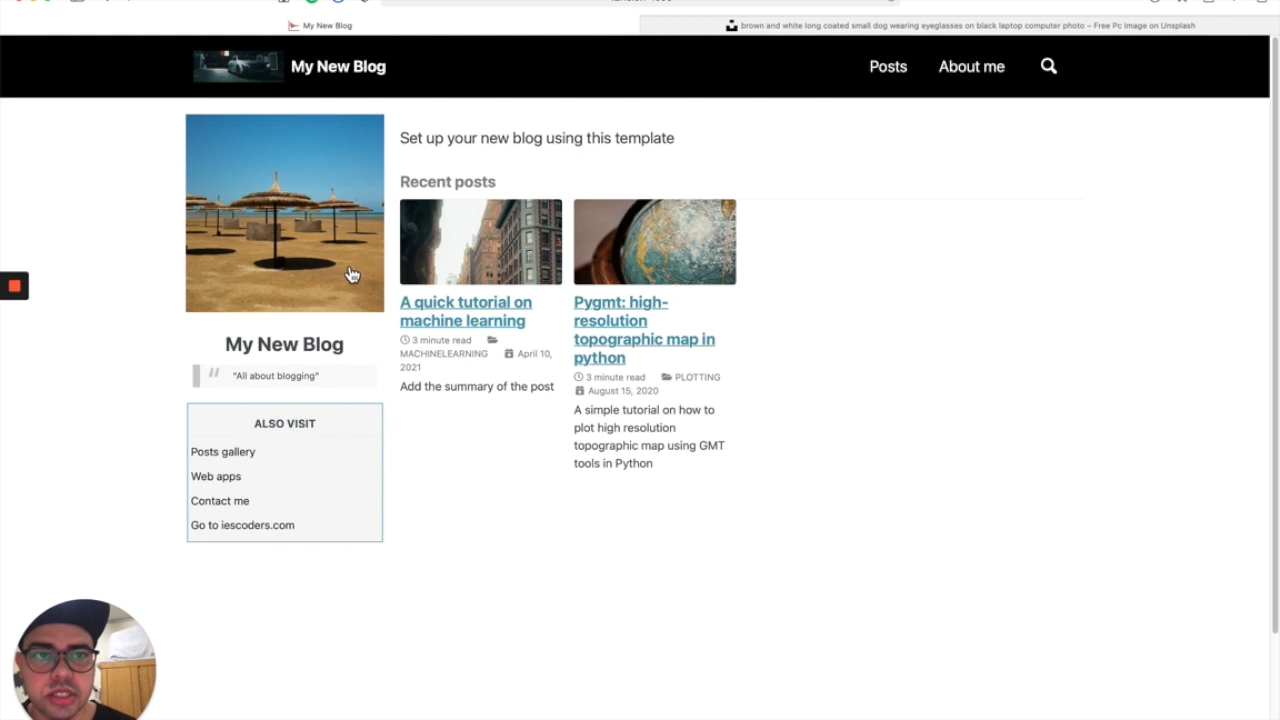 My New Blog
brown and white long coated small dog wearing eyeglasses on black laptop computer photo – Free Pc Image on Unsplash
My New Blog
Posts
About me
Set up your new blog using this template
Recent posts
A quick tutorial on
machine learning
3 minute read
MACHINELEARNING April 10,
2021
Add the summary of the post
Pygmt: high-
resolution
topographic map in
python
3 minute read PLOTTING
August 15, 2020
A simple tutorial on how to
plot high resolution
topographic map using GMT
tools in Python
My New Blog
"All about blogging"
ALSO VISIT
Posts gallery
Web apps
Contact me
Go to iescoders.com